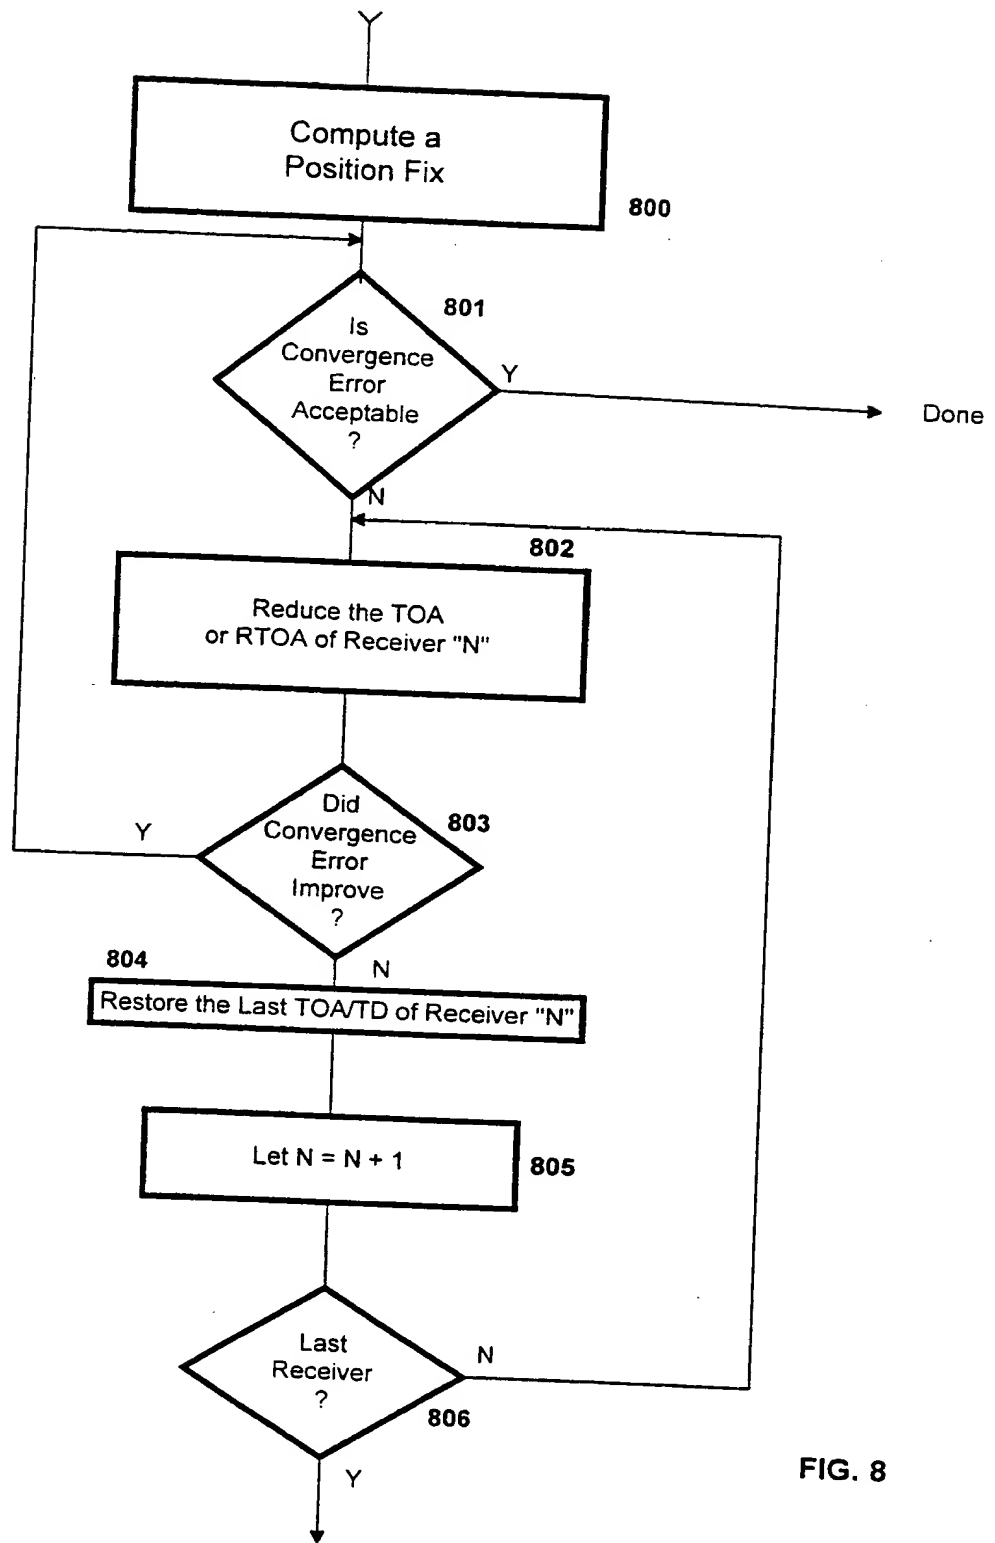 Compute a
Position Fix
800
801
Is
Convergence
Error
Acceptable
?
Y
Done
N
802
Reduce the TOA
or RTOA of Receiver "N"
Did
Convergence
Error
Improve
?
803
Y
N
804
Restore the Last TOA/TD of Receiver "N"
Let N = N + 1
805
Last
Receiver
?
N
806
Y
FIG. 8